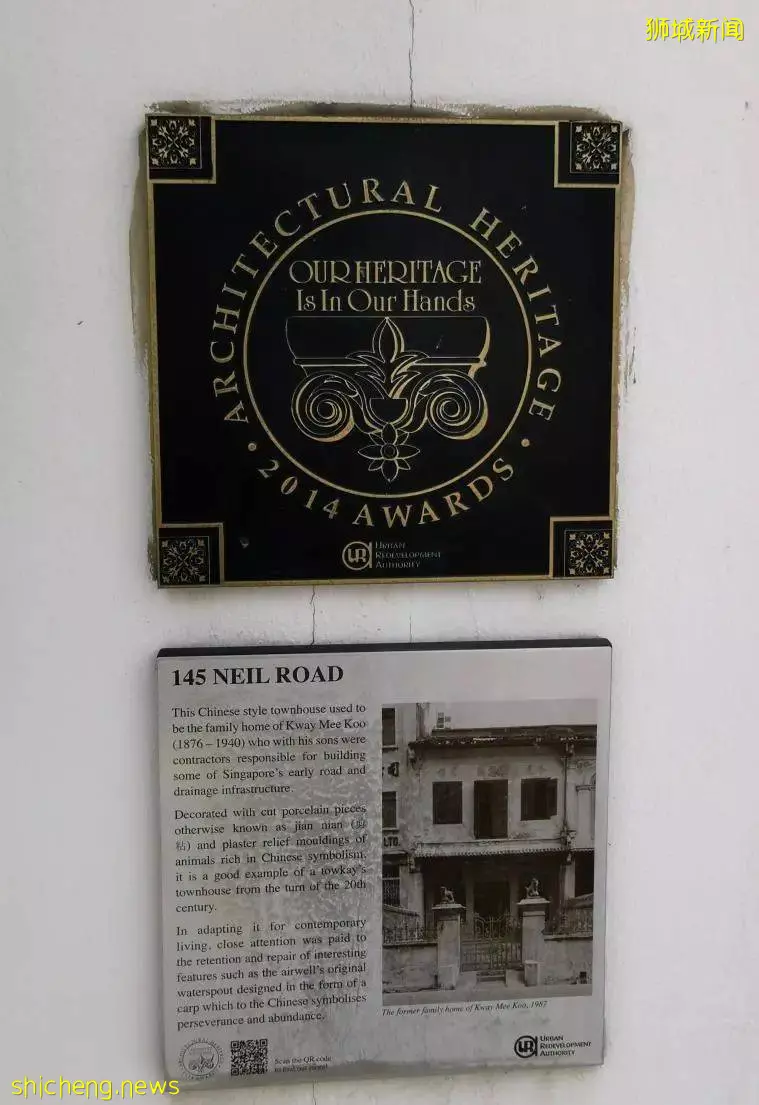 狮城新闻
ARCHITECTURAL HERITAGE
OUR HERITAGE
Is In Our Hands
• 2014 AWARDS •
URBAN
REDEVELOPMENT
AUTHORITY
145 NEIL ROAD
This Chinese style townhouse used to
be the family home of Kway Mee Koo
(1876 – 1940) who with his sons were
contractors responsible for building
some of Singapore's early road and
drainage infrastructure.
Decorated with cut porcelain pieces
otherwise known as jian nian (剪
粘) and plaster relief mouldings of
animals rich in Chinese symbolism,
it is a good example of a towkay's
townhouse from the turn of the 20th
century.
In adapting it for contemporary
living, close attention was paid to
the retention and repair of interesting
features such as the airwell's original
waterspout designed in the form of a
carp which to the Chinese symbolises
perseverance and abundance.
The former family home of Kway Mee Koo, 1987
Scan the QR code
to find out more!
URBAN
REDEVELOPMENT
AUTHORITY
shicheng.news